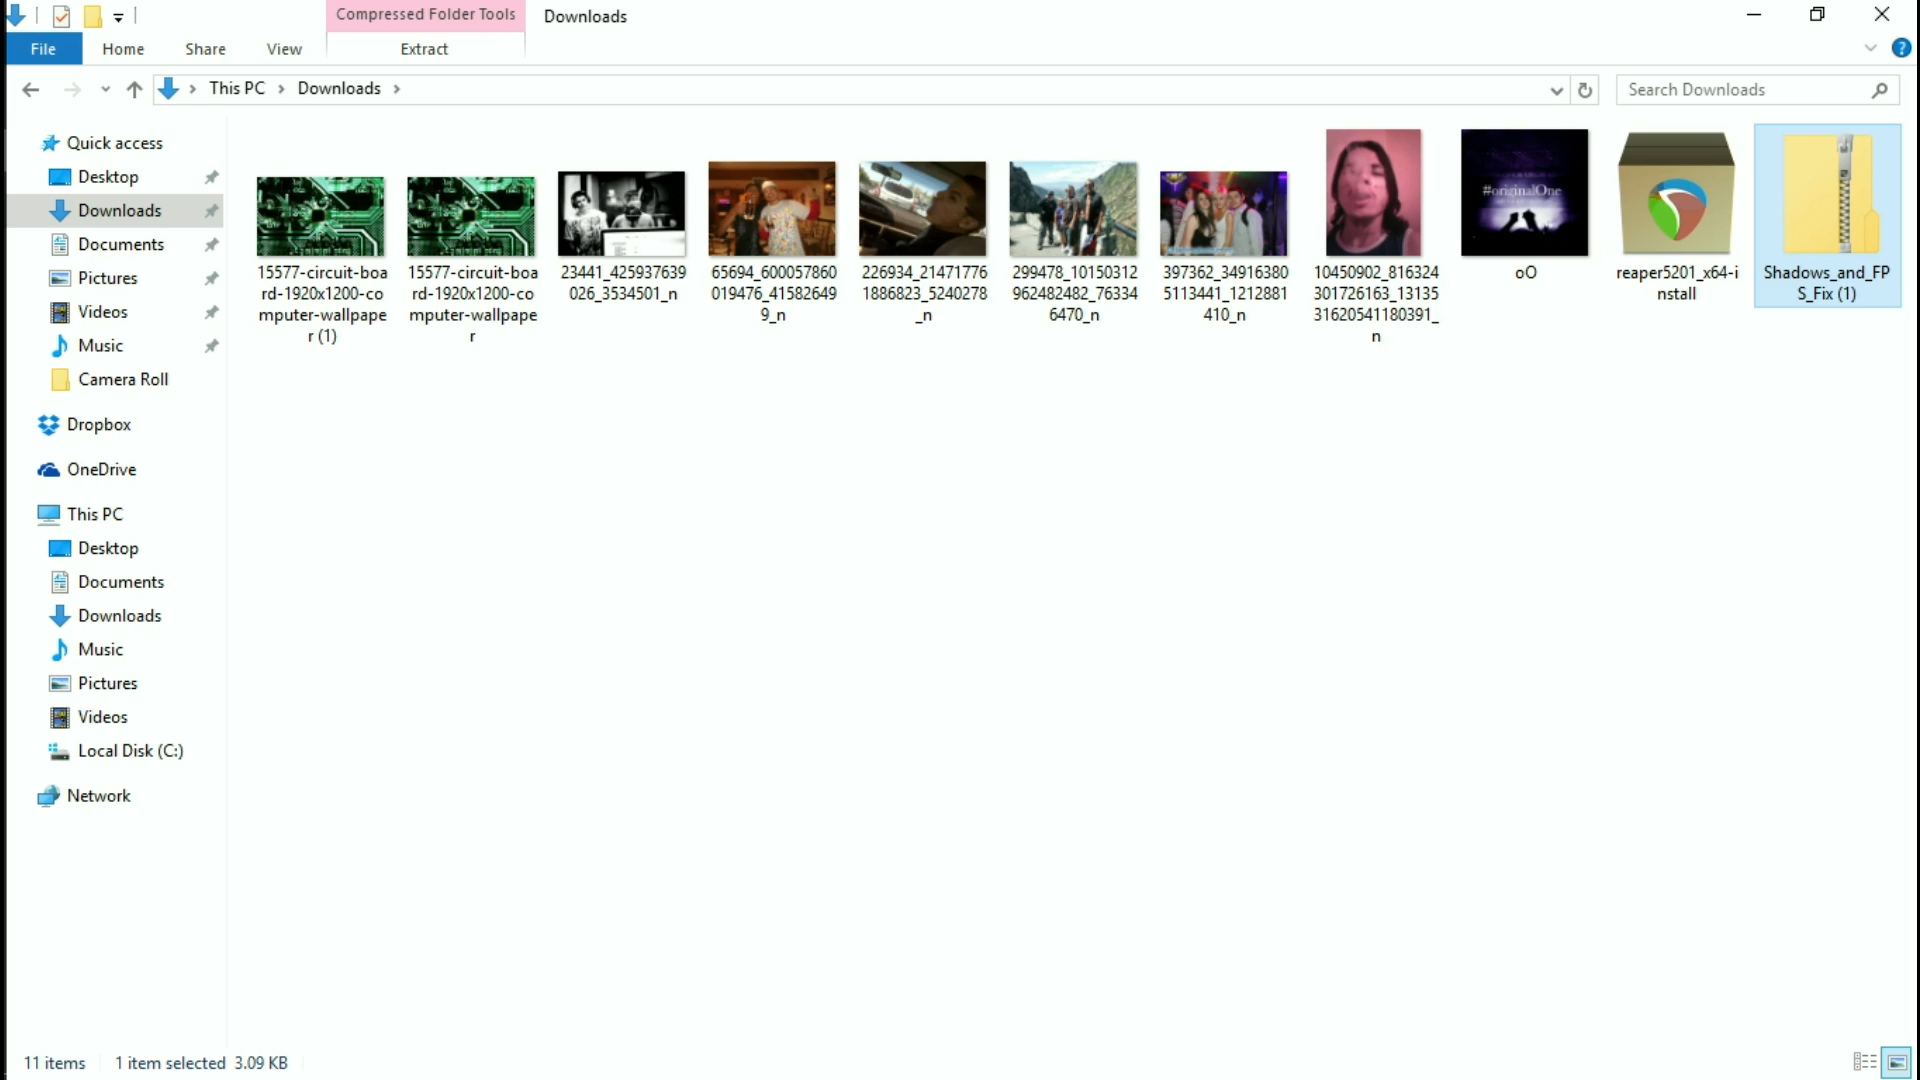 Compressed Folder Tools
Downloads
File
Home
Share
View
Extract
This PC
Downloads
Search Downloads
Quick access
Desktop
Downloads
Documents
Pictures
Videos
Music
Camera Roll
Dropbox
OneDrive
This PC
Desktop
Documents
Downloads
Music
Pictures
Videos
Local Disk (C:)
Network
15577-circuit-boa
rd-1920x1200-co
mputer-wallpape
r (1)
15577-circuit-boa
rd-1920x1200-co
mputer-wallpape
r
23441_425937639
026_3534501_n
65694_600057860
019476_41582649
9_n
226934_21471776
1886823_5240278
_n
299478_10150312
962482482_76334
6470_n
397362_34916380
5113441_1212881
410_n
10450902_816324
301726163_13135
31620541180391_
n
#originalOne
oO
reaper5201_x64-i
nstall
Shadows_and_FP
S_Fix (1)
11 items
1 item selected 3.09 KB